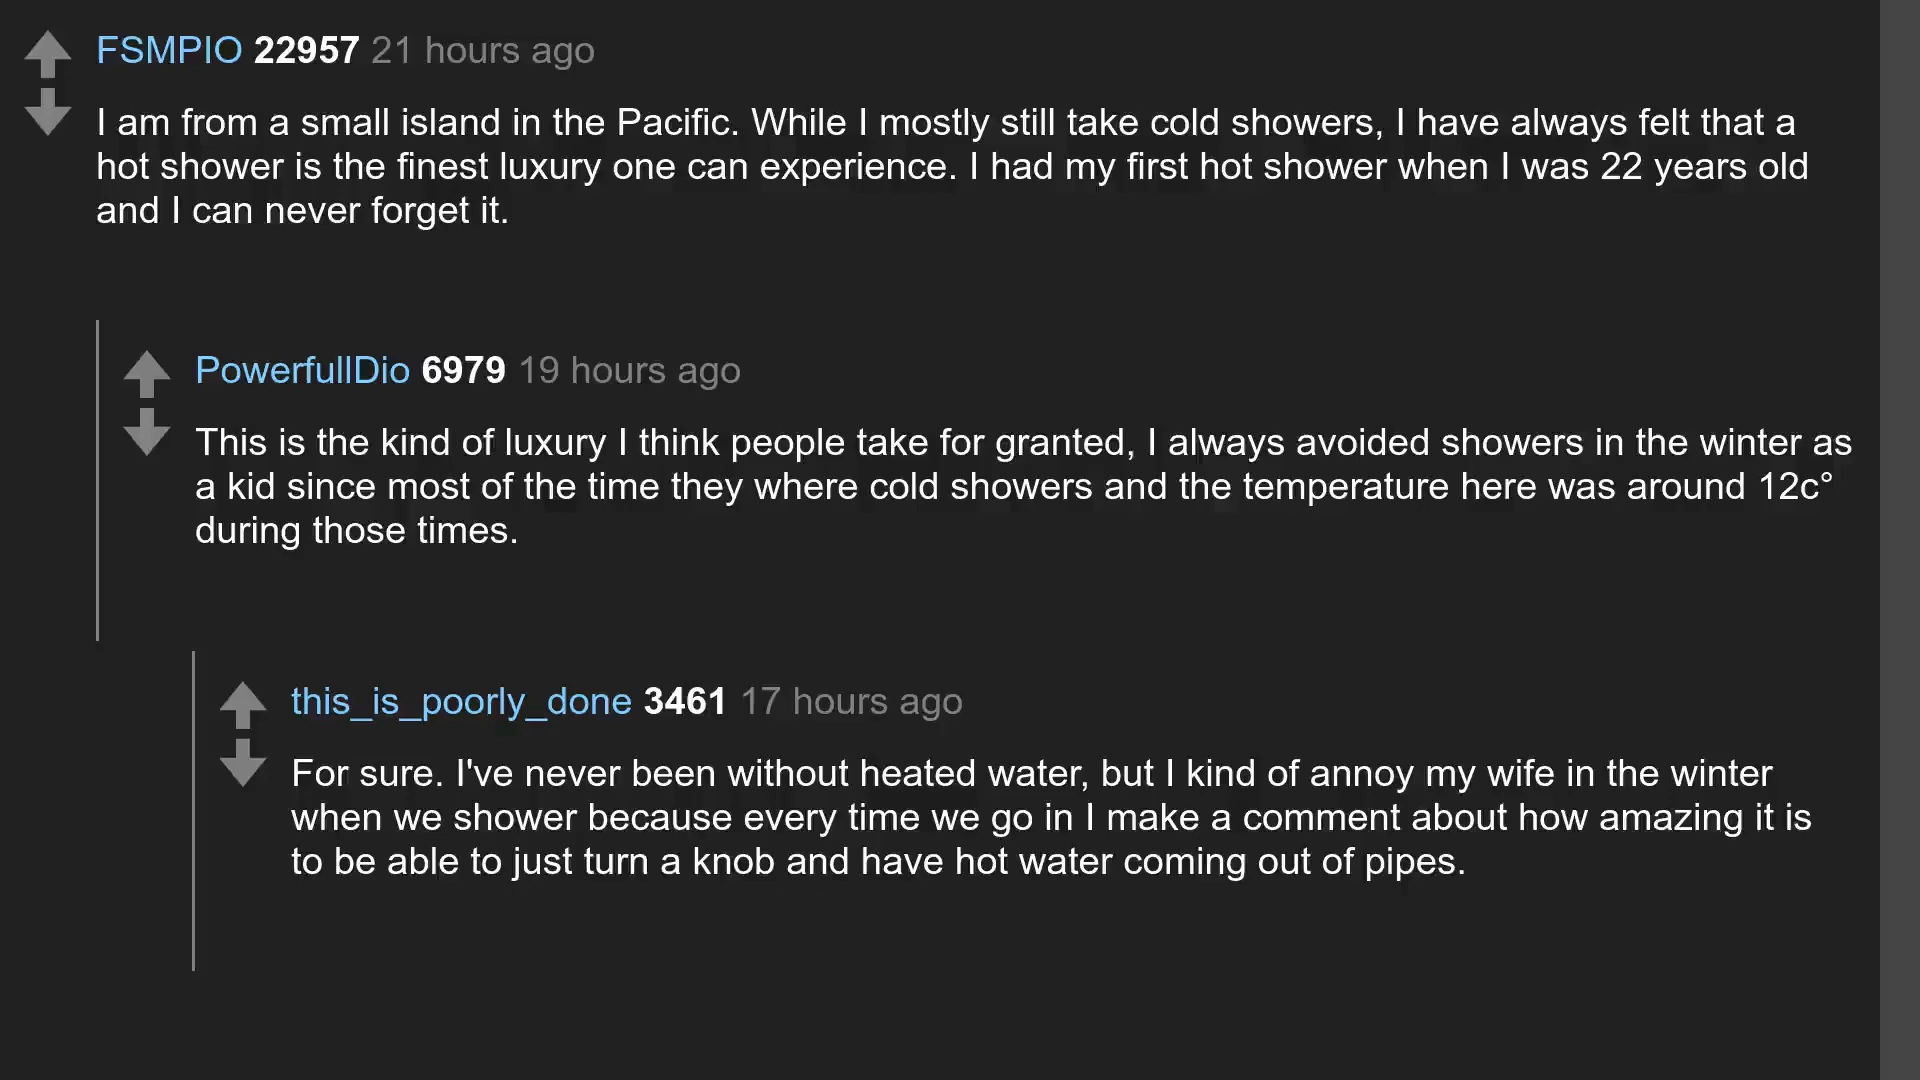 FSMPIO 22957 21 hours ago
I am from a small island in the Pacific. While I mostly still take cold showers, I have always felt that a
hot shower is the finest luxury one can experience. I had my first hot shower when I was 22 years old
and I can never forget it.
PowerfullDio 6979 19 hours ago
This is the kind of luxury I think people take for granted, I always avoided showers in the winter as
a kid since most of the time they where cold showers and the temperature here was around 12c°
during those times.
this_is_poorly_done 3461 17 hours ago
For sure. I've never been without heated water, but I kind of annoy my wife in the winter
when we shower because every time we go in I make a comment about how amazing it is
to be able to just turn a knob and have hot water coming out of pipes.